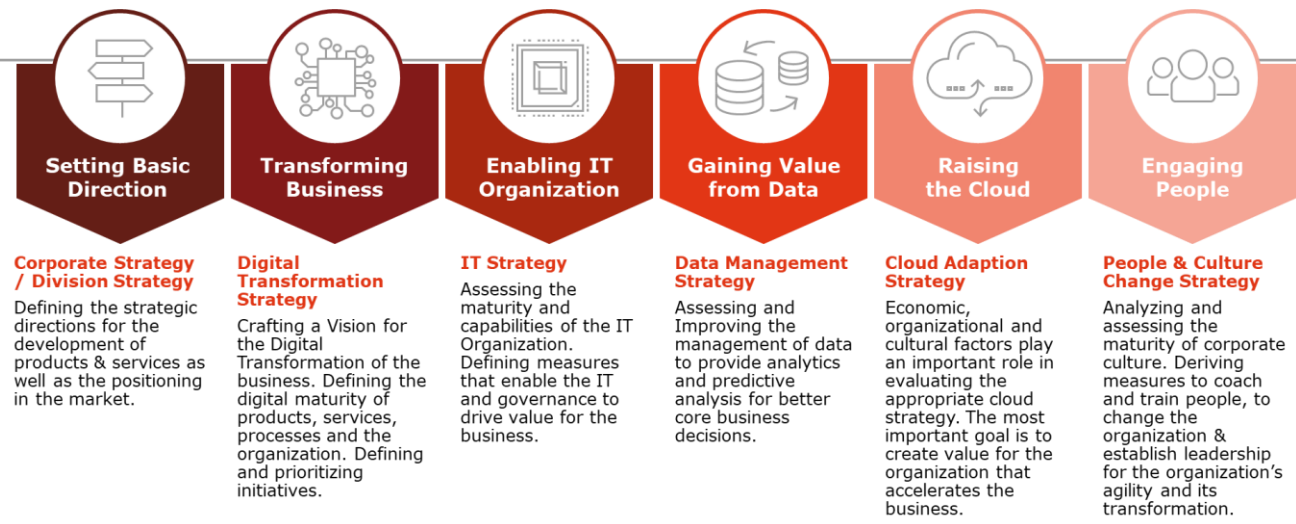 Setting Basic
Direction
Transforming
Business
Enabling IT
Organization
Gaining Value
from Data
Raising
the Cloud
Engaging
People
Corporate Strategy
/ Division Strategy
Defining the strategic
directions for the
development of
products & services as
well as the positioning
in the market.
Digital
Transformation
Strategy
Crafting a Vision for
the Digital
Transformation of the
business. Defining the
digital maturity of
products, services,
processes and the
organization. Defining
and prioritizing
initiatives.
IT Strategy
Assessing the
maturity and
capabilities of the IT
Organization.
Defining measures
that enable the IT
and governance to
drive value for the
business.
Data Management
Strategy
Assessing and
Improving the
management of data
to provide analytics
and predictive
analysis for better
core business
decisions.
Cloud Adaption
Strategy
Economic,
organizational and
cultural factors play
an important role in
evaluating the
appropriate cloud
strategy. The most
important goal is to
create value for the
organization that
accelerates the
business.
People & Culture
Change Strategy
Analyzing and
assessing the
maturity of corporate
culture. Deriving
measures to coach
and train people, to
change the
organization &
establish leadership
for the organization’s
agility and its
transformation.